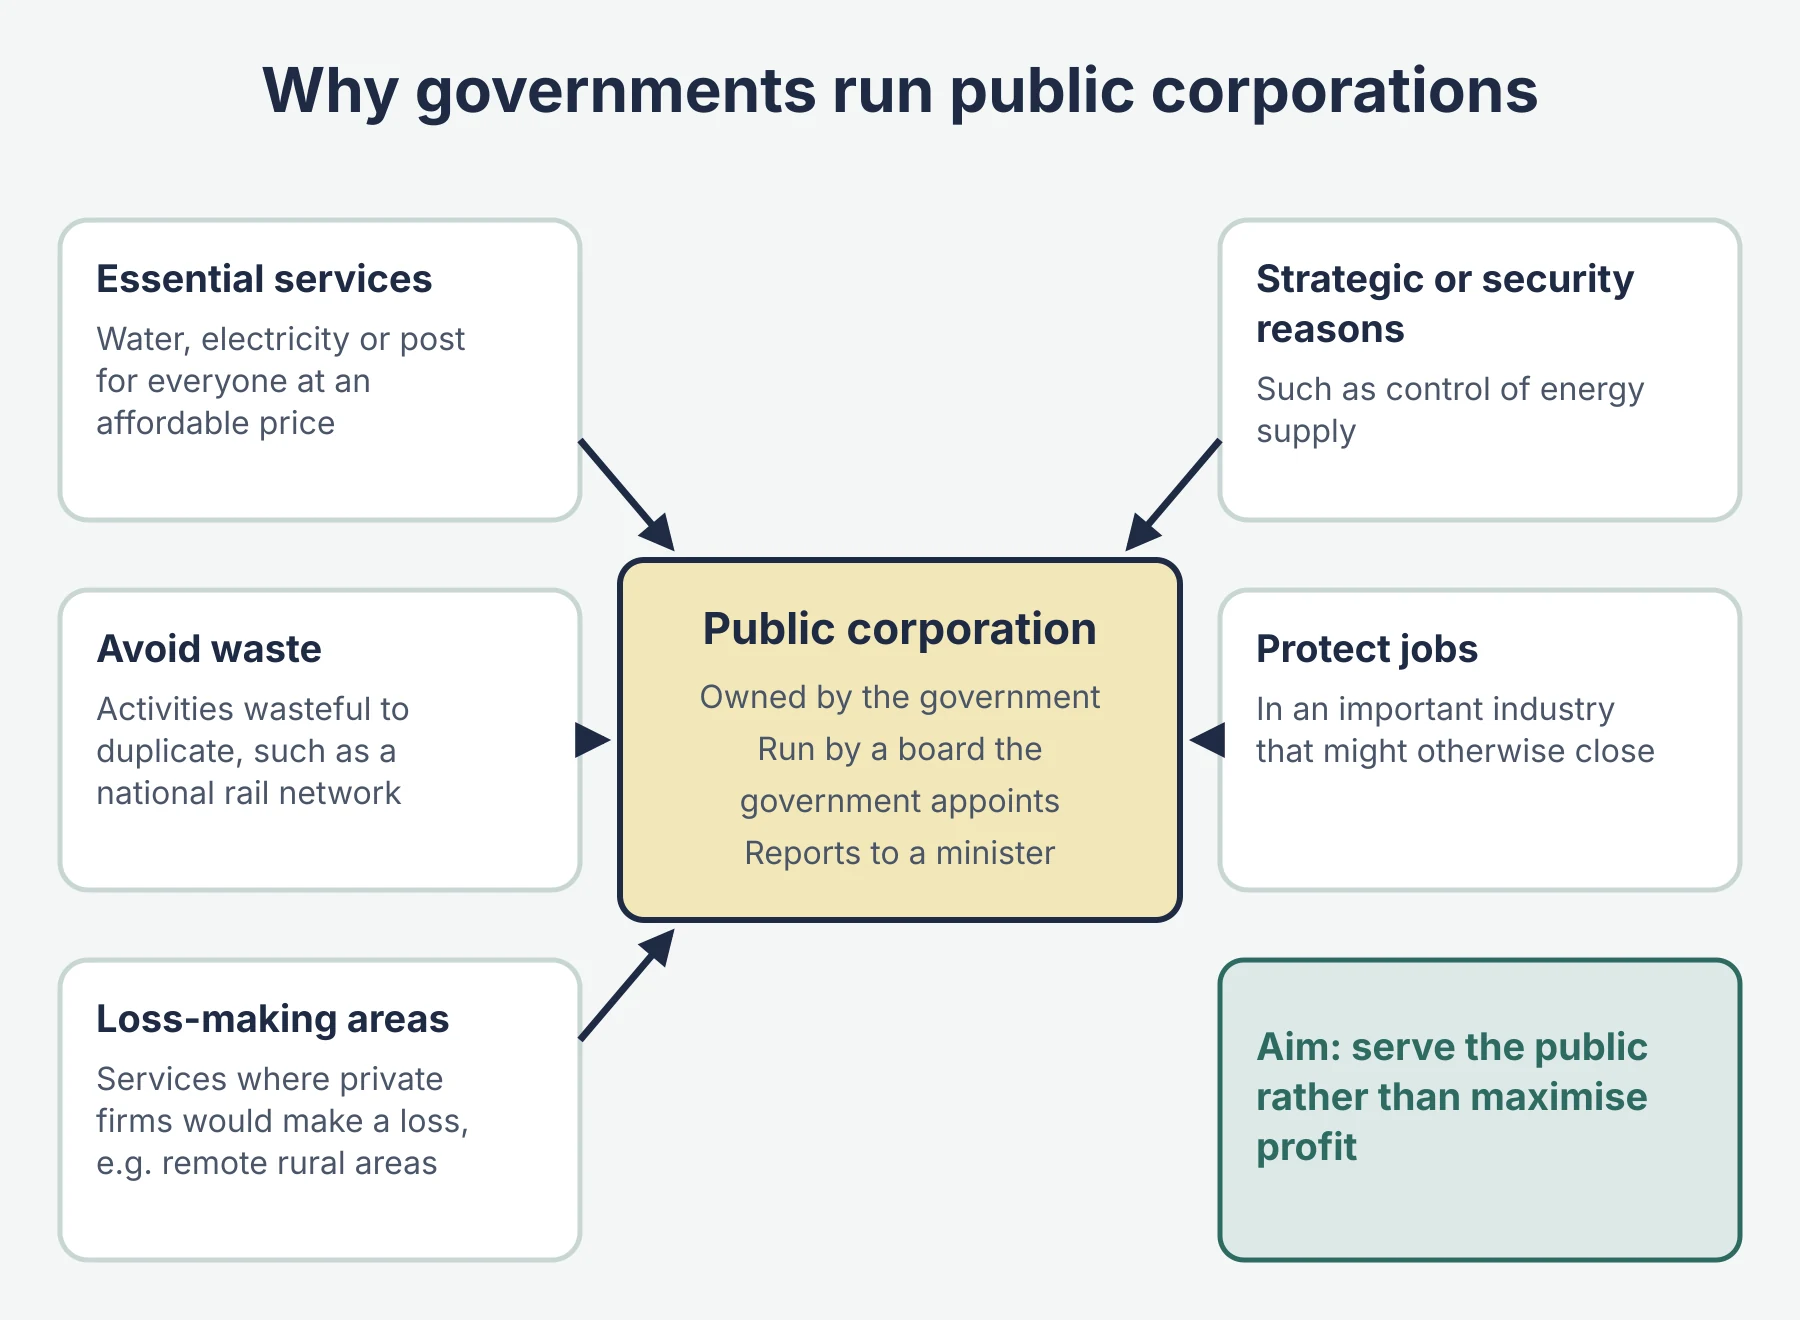 Why governments run public corporations
Essential services
Water, electricity or post
for everyone at an
affordable price
Strategic or security
reasons
Such as control of energy
supply
Avoid waste
Activities wasteful to
duplicate, such as a
national rail network
Public corporation
Owned by the government
Run by a board the
government appoints
Reports to a minister
Protect jobs
In an important industry
that might otherwise close
Loss-making areas
Services where private
firms would make a loss,
e.g. remote rural areas
Aim: serve the public
rather than maximise
profit